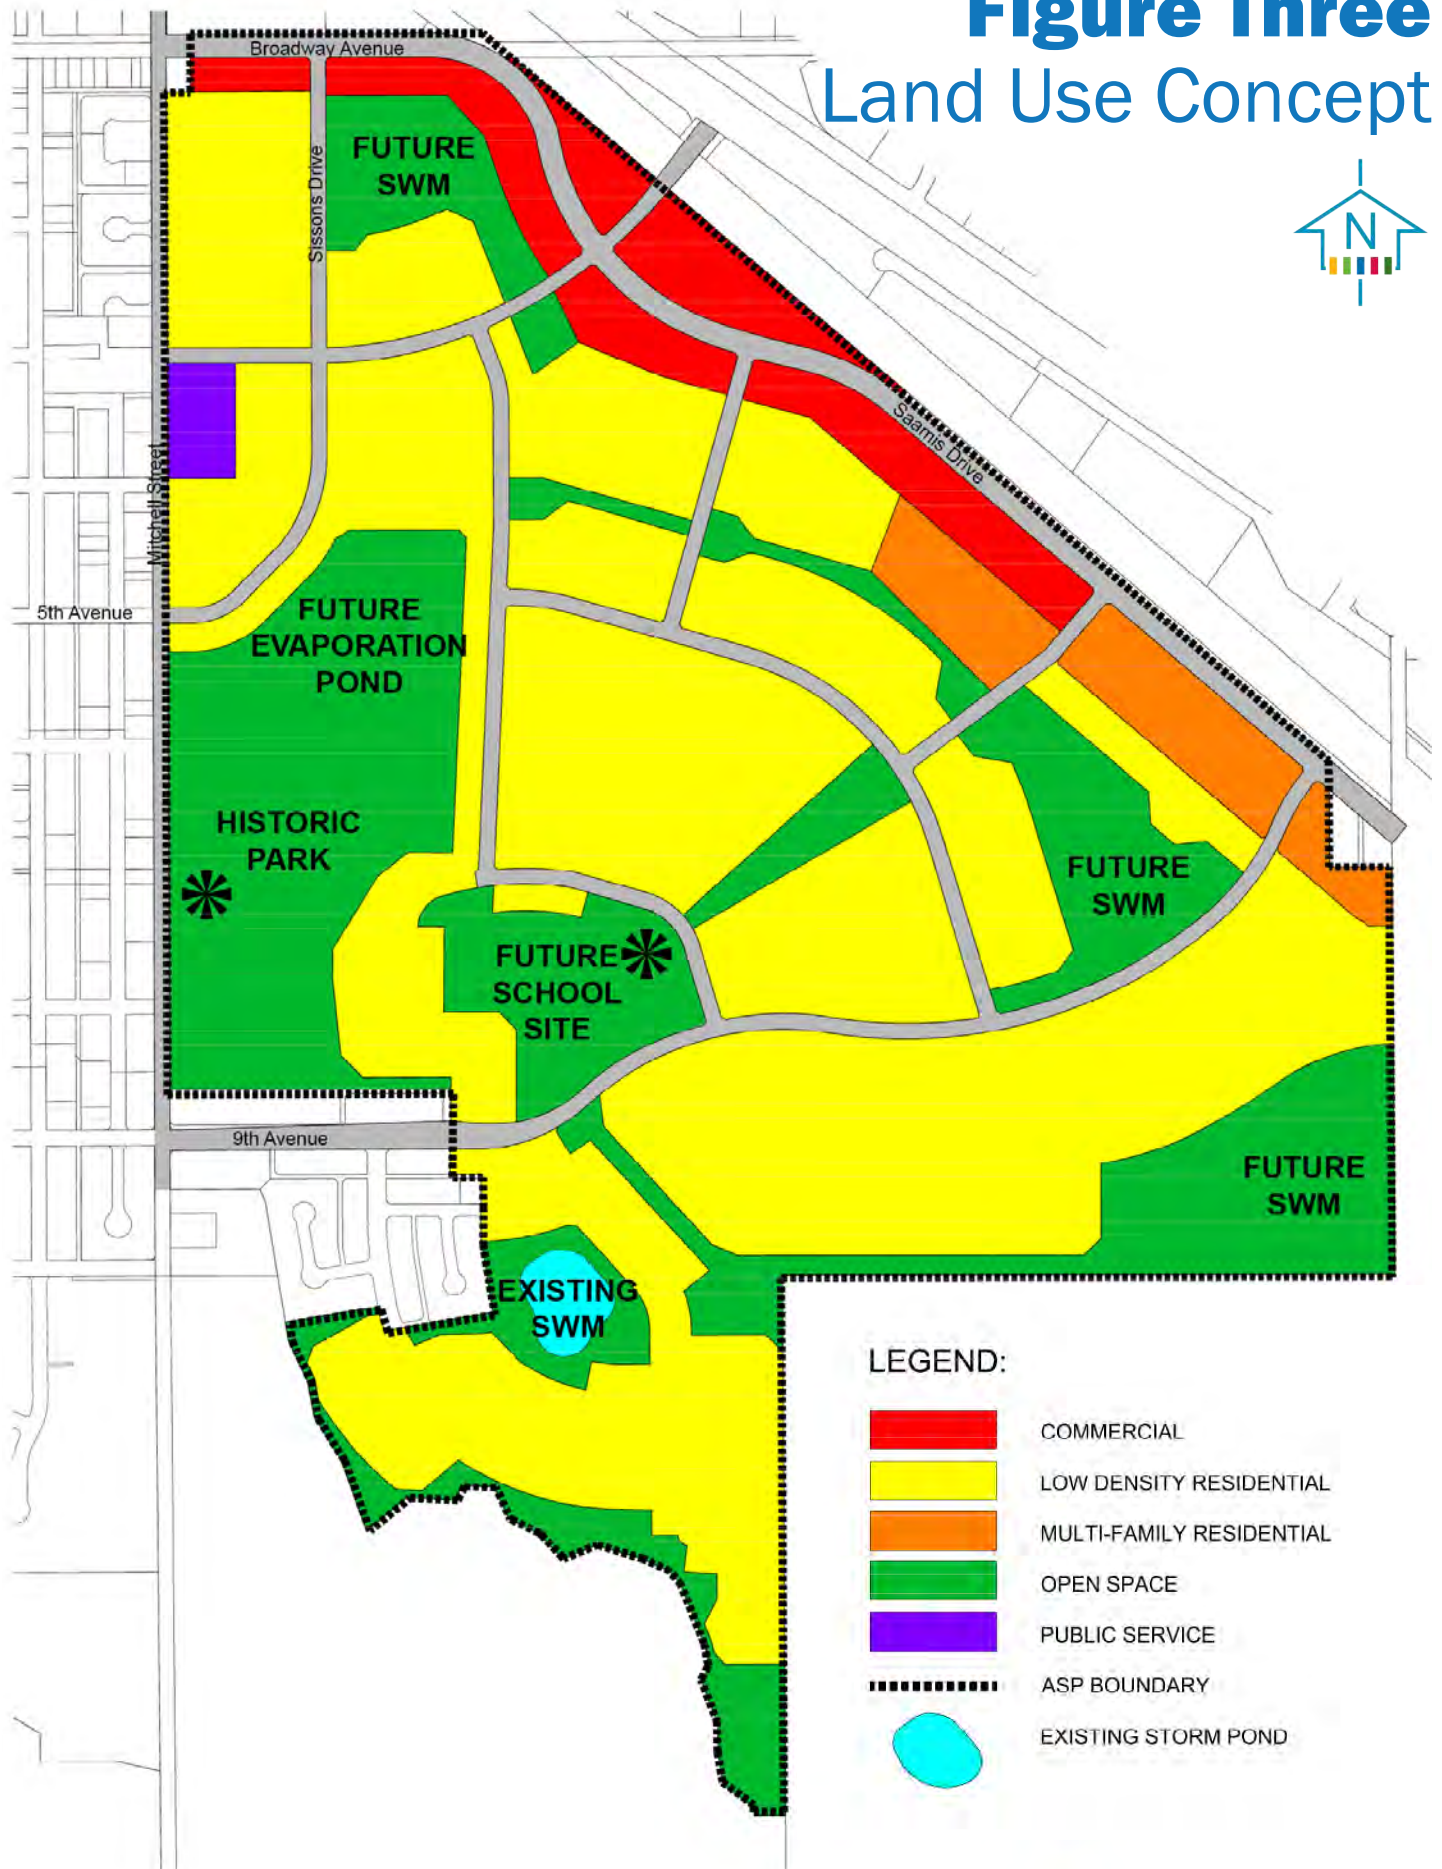 Figure Three
Land Use Concept
N
Broadway Avenue
Sissons Drive
FUTURE
SWM
Saamis Drive
Mitchell Street
5th Avenue
FUTURE
EVAPORATION
POND
HISTORIC
PARK
FUTURE
SWM
FUTURE
SCHOOL
SITE
9th Avenue
FUTURE
SWM
EXISTING
SWM
LEGEND:
COMMERCIAL
LOW DENSITY RESIDENTIAL
MULTI-FAMILY RESIDENTIAL
OPEN SPACE
PUBLIC SERVICE
ASP BOUNDARY
EXISTING STORM POND